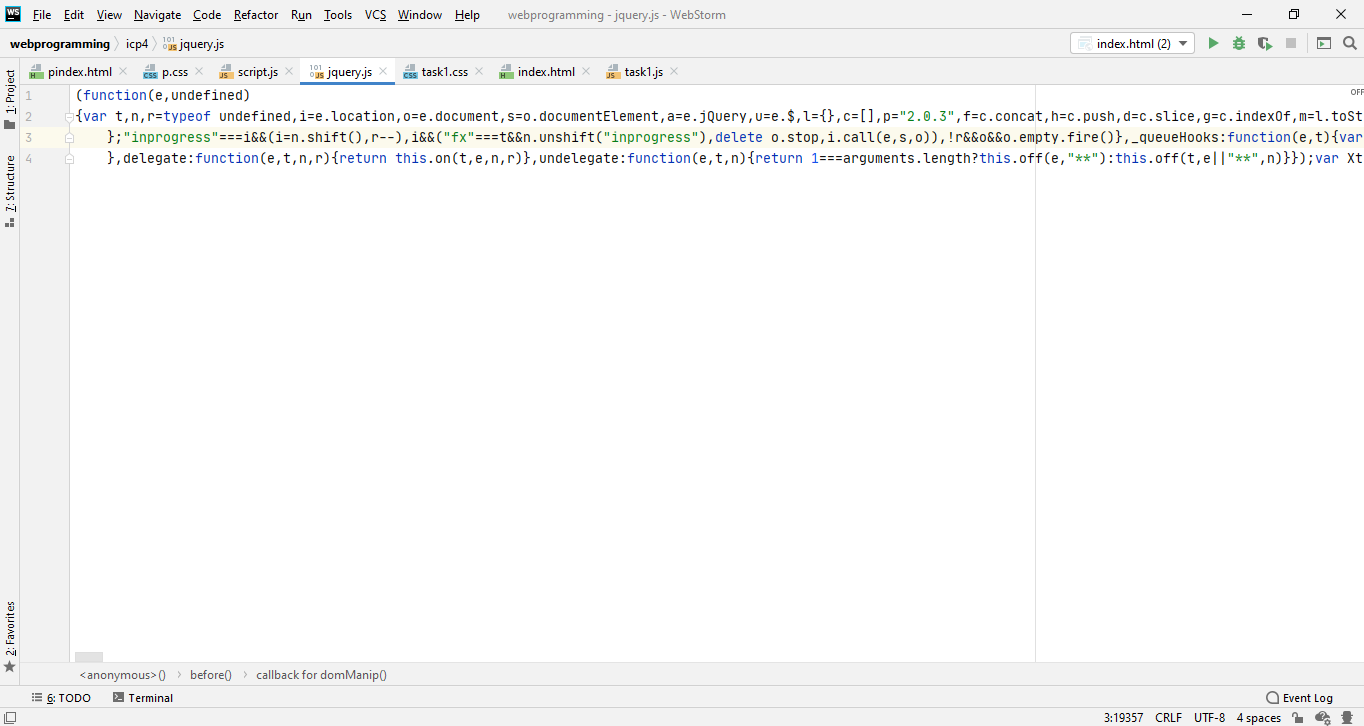 WS File Edit View Navigate Code Refactor Run Tools VCS Window Help webprogramming - jquery.js - WebStorm
webprogramming icp4 jquery.js index.html (2)
pindex.html p.css script.js jquery.js task1.css index.html task1.js
1: Project
7: Structure
2: Favorites
OFF
1 (function(e,undefined)
2 {var t,n,r=typeof undefined,i=e.location,o=e.document,s=o.documentElement,a=e.jQuery,u=e.$,l={},c=[],p="2.0.3",f=c.concat,h=c.push,d=c.slice,g=c.indexOf,m=l.toSt
3 };"inprogress"===i&&(i=n.shift(),r--),i&&("fx"===t&&n.unshift("inprogress"),delete o.stop,i.call(e,s,o)),!r&&o&&o.empty.fire()},_queueHooks:function(e,t){var
4 },delegate:function(e,t,n,r){return this.on(t,e,n,r)},undelegate:function(e,t,n){return 1===arguments.length?this.off(e,"**"):this.off(t,e||"**",n)}});var Xt
<anonymous>() before() callback for domManip()
6: TODO Terminal Event Log
3:19357 CRLF UTF-8 4 spaces